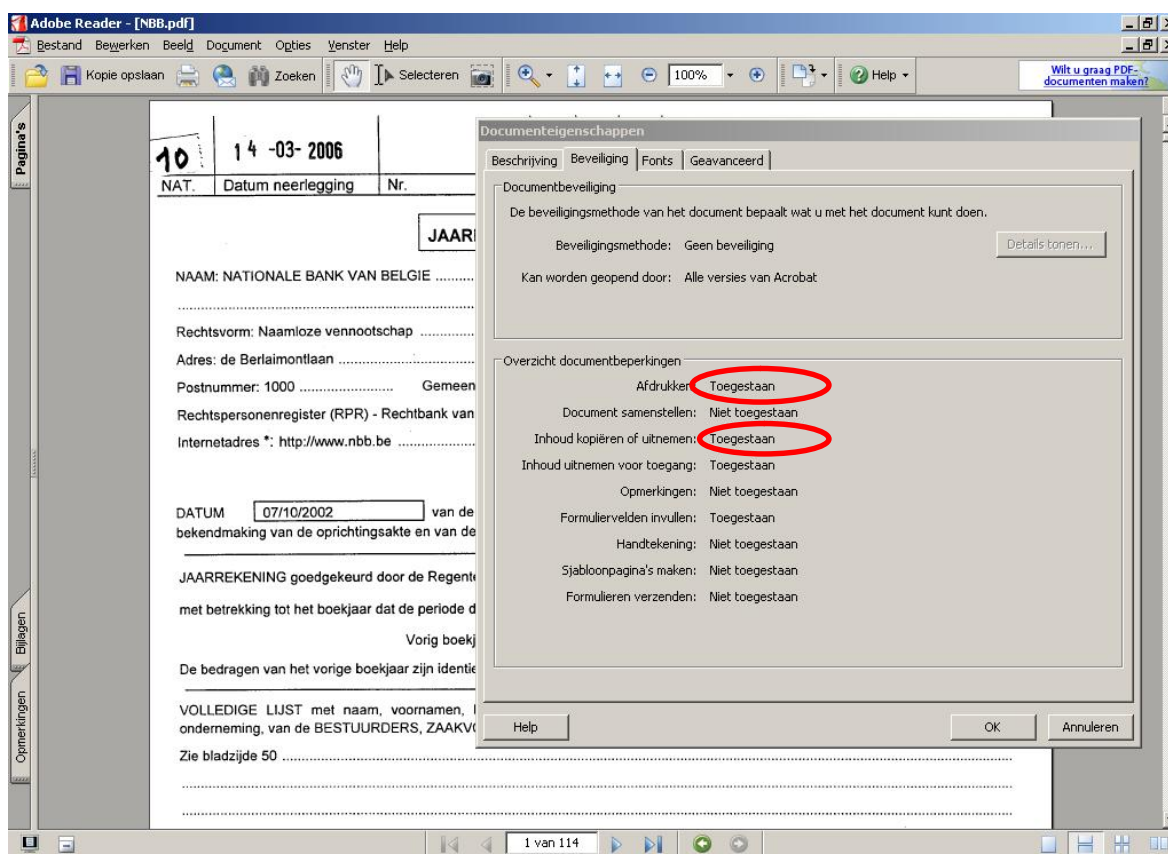 Adobe Reader - [NBB.pdf]
Bestand Bewerken Beeld Document Opties Venster Help
Kopie opslaan Zoeken Selecteren 100% Help
Wilt u graag PDF-
documenten maken?
Pagina's
Bijlagen
Opmerkingen
10 14 -03- 2006
NAT. Datum neerlegging Nr.
JAAR
NAAM: NATIONALE BANK VAN BELGIE
Rechtsvorm: Naamloze vennootschap
Adres: de Berlaimontlaan
Postnummer: 1000 Gemeen
Rechtspersonenregister (RPR) - Rechtbank van
Internetadres *: http://www.nbb.be
DATUM 07/10/2002 van de
bekendmaking van de oprichtingsakte en van de
JAARREKENING goedgekeurd door de Regente
met betrekking tot het boekjaar dat de periode d
Vorig boekj
De bedragen van het vorige boekjaar zijn identie
VOLLEDIGE LIJST met naam, voornamen,
onderneming, van de BESTUURDERS, ZAAKVO
Zie bladzijde 50
Documenteigenschappen
Beschrijving Beveiliging Fonts Geavanceerd
Documentbeveiliging
De beveiligingsmethode van het document bepaalt wat u met het document kunt doen.
Beveiligingsmethode: Geen beveiliging
Details tonen...
Kan worden geopend door: Alle versies van Acrobat
Overzicht documentbeperkingen
Afdrukken: Toegestaan
Document samenstellen: Niet toegestaan
Inhoud kopiëren of uitnemen: Toegestaan
Inhoud uitnemen voor toegang: Toegestaan
Opmerkingen: Niet toegestaan
Formuliervelden invullen: Toegestaan
Handtekening: Niet toegestaan
Sjabloonpagina's maken: Niet toegestaan
Formulieren verzenden: Niet toegestaan
Help OK Annuleren
1 van 114